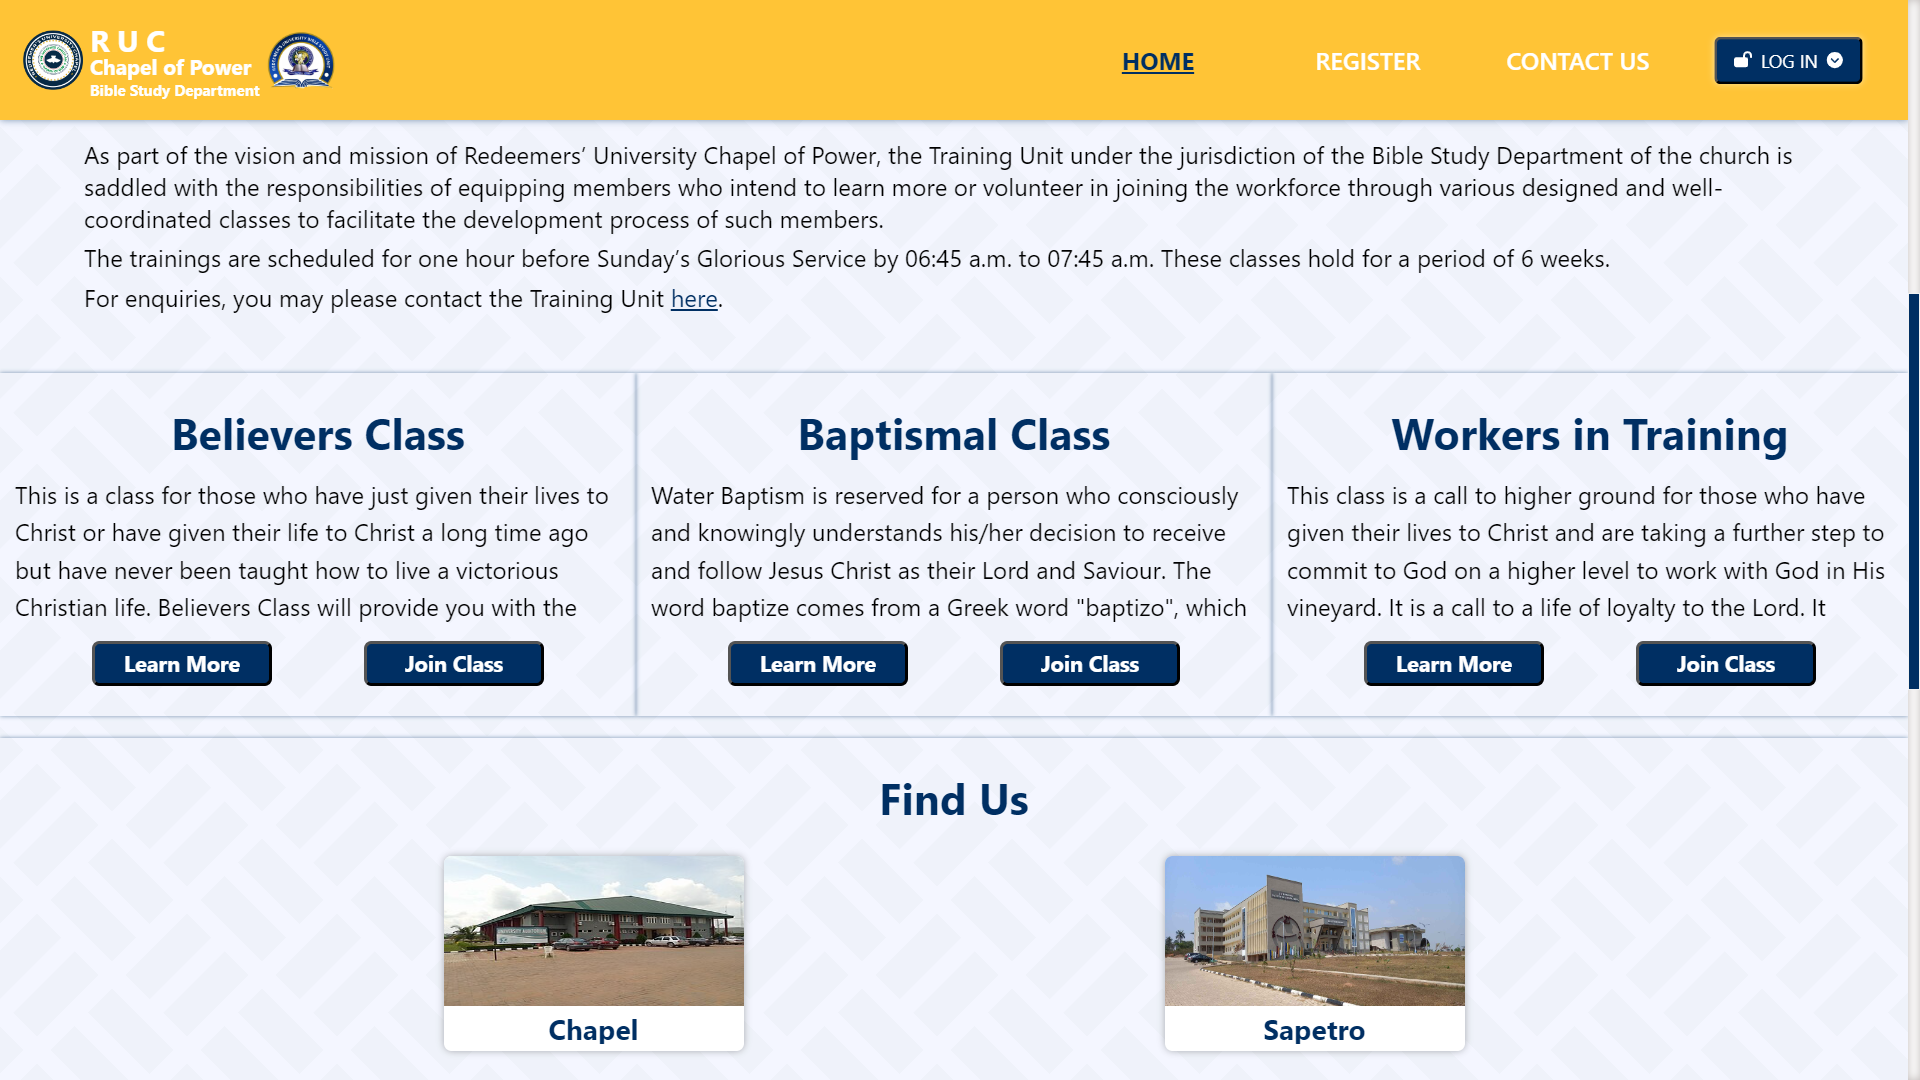 R U C
Chapel of Power
Bible Study Department
HOME
REGISTER
CONTACT US
LOG IN
As part of the vision and mission of Redeemers’ University Chapel of Power, the Training Unit under the jurisdiction of the Bible Study Department of the church is
saddled with the responsibilities of equipping members who intend to learn more or volunteer in joining the workforce through various designed and well-
coordinated classes to facilitate the development process of such members.
The trainings are scheduled for one hour before Sunday’s Glorious Service by 06:45 a.m. to 07:45 a.m. These classes hold for a period of 6 weeks.
For enquiries, you may please contact the Training Unit here.
Believers Class
This is a class for those who have just given their lives to
Christ or have given their life to Christ a long time ago
but have never been taught how to live a victorious
Christian life. Believers Class will provide you with the
Learn More
Join Class
Baptismal Class
Water Baptism is reserved for a person who consciously
and knowingly understands his/her decision to receive
and follow Jesus Christ as their Lord and Saviour. The
word baptize comes from a Greek word "baptizo", which
Learn More
Join Class
Workers in Training
This class is a call to higher ground for those who have
given their lives to Christ and are taking a further step to
commit to God on a higher level to work with God in His
vineyard. It is a call to a life of loyalty to the Lord. It
Learn More
Join Class
Find Us
Chapel
Sapetro